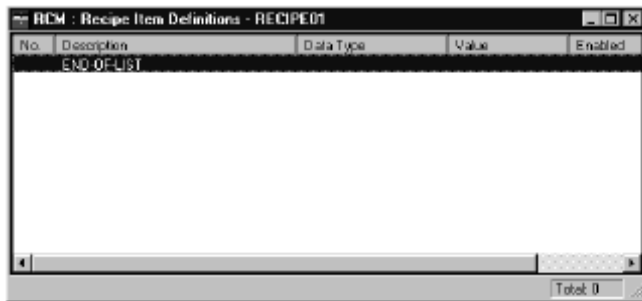 RCM : Recipe Item Definitions - RECIPE01
No. Description Data Type Value Enabled
END-OF-LIST
Total: 0